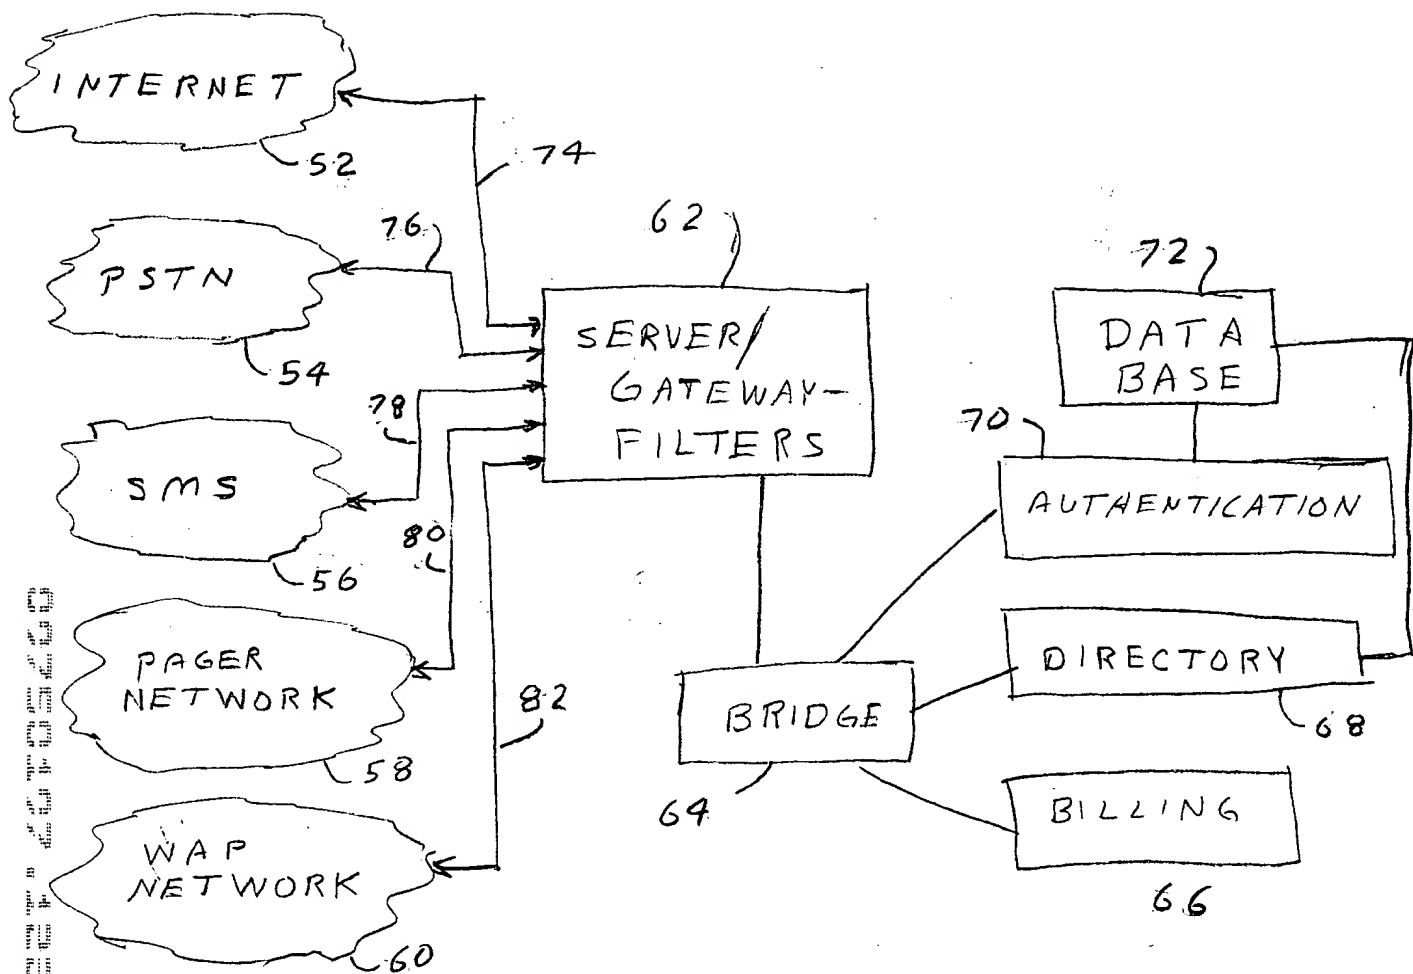 INTERNET
52
74
PSTN
76
54
62
SERVER/
GATEWAY-
FILTERS
72
DATA
BASE
SMS
78
56
70
AUTHENTICATION
80
PAGER
NETWORK
58
82
BRIDGE
64
DIRECTORY
68
WAP
NETWORK
60
BILLING
66